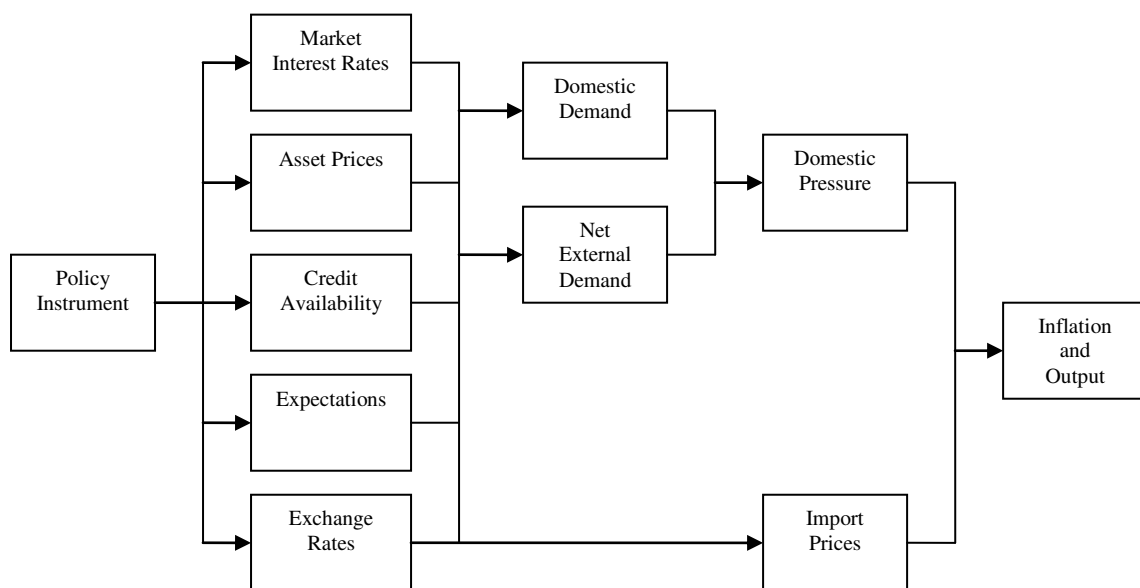 Market
Interest Rates
Asset Prices
Credit
Availability
Expectations
Exchange
Rates
Policy
Instrument
Domestic
Demand
Net
External
Demand
Domestic
Pressure
Import
Prices
Inflation
and
Output